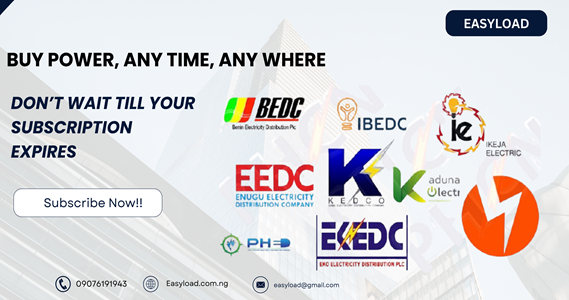 EASYLOAD
BUY POWER, ANY TIME, ANY WHERE
DON'T WAIT TILL YOUR
SUBSCRIPTION
EXPIRES
Subscribe Now!!
BEDC
Benin Electricity Distribution Plc
IBEDC
ie
IKEJA
ELECTRIC
EEDC
ENUGU ELECTRICITY
DISTRIBUTION COMPANY
K
KEDCO
K
aduna
Electr
PHED
EKEDC
EKO ELECTRICITY DISTRIBUTION PLC
09076191943
Easyload.com.ng
easyload@gmail.com